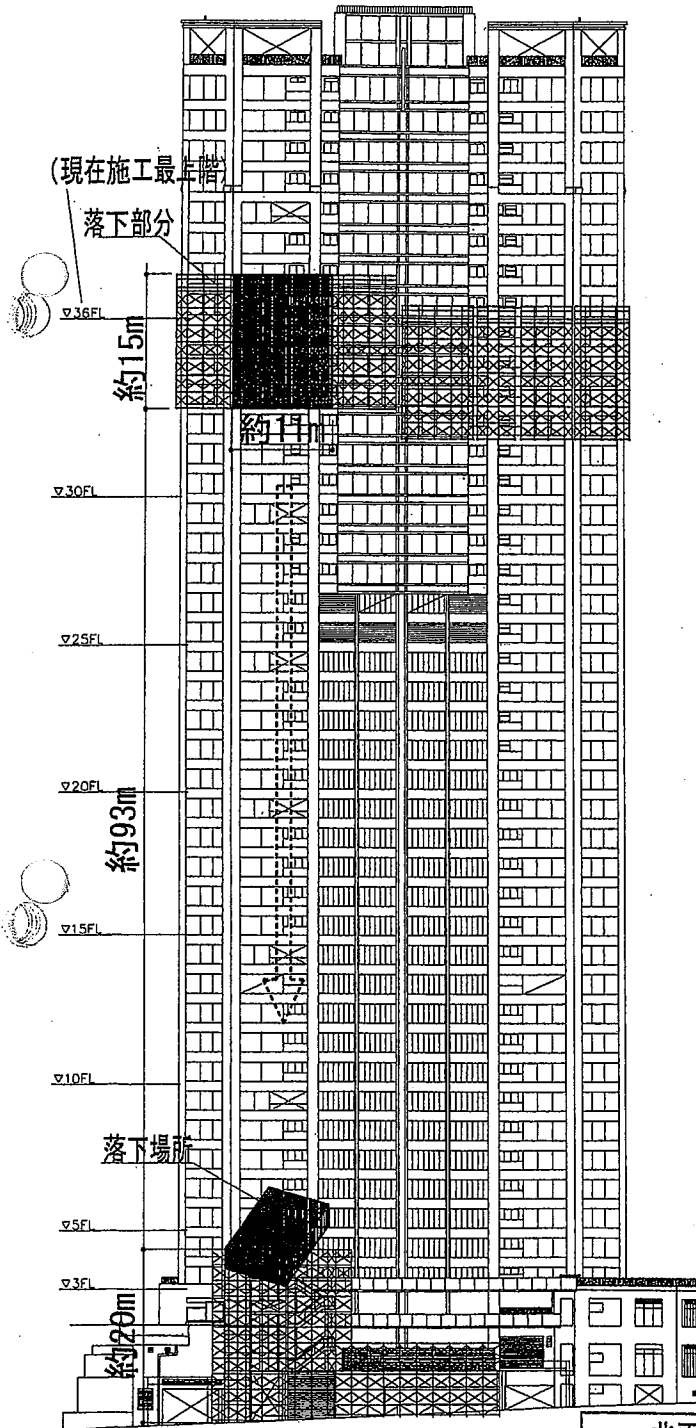 (現在施工最上階)
落下部分
▽36FL
約15m
約11m
▽30FL
▽25FL
▽20FL
約93m
▽15FL
▽10FL
落下場所
▽5FL
▽3FL
約20m